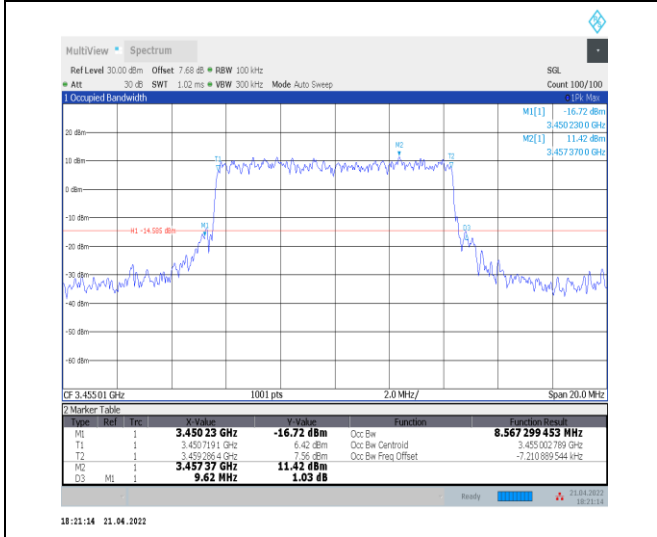 MultiView Spectrum
Ref Level 30.00 dBm Offset 7.68 dB RBW 100 kHz SGL
Att 30 dB SWT 1.02 ms VBW 300 kHz Mode Auto Sweep Count 100/100
1 Occupied Bandwidth 1Pk Max
M1[1] -16.72 dBm
3.450 230 0 GHz
M2[1] 11.42 dBm
3.457 370 0 GHz
20 dBm
M2
T1 T2
10 dBm
0 dBm
-10 dBm
H1 -14.585 dBm M1 D3
-20 dBm
-30 dBm
-40 dBm
-50 dBm
-60 dBm
CF 3.455 01 GHz 1001 pts 2.0 MHz/ Span 20.0 MHz
2 Marker Table
Type Ref Trc X-Value Y-Value Function Function Result
M1 1 3.450 23 GHz -16.72 dBm Occ Bw 8.567 299 453 MHz
T1 1 3.450 719 1 GHz 6.42 dBm Occ Bw Centroid 3.455 002 789 GHz
T2 1 3.459 286 4 GHz 7.56 dBm Occ Bw Freq Offset -7.210 889 544 kHz
M2 1 3.457 37 GHz 11.42 dBm
D3 M1 1 9.62 MHz 1.03 dB
Ready 21.04.2022
18:21:14
18:21:14 21.04.2022